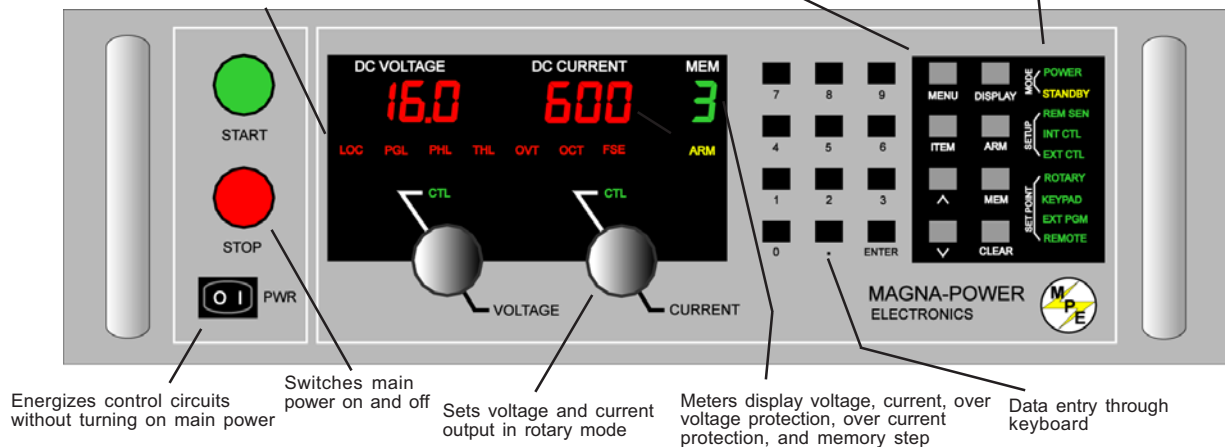 DC VOLTAGE
DC CURRENT
MEM
16.0
600
3
LOC PGL PHL THL OVT OCT FSE
ARM
CTL
CTL
VOLTAGE
CURRENT
START
STOP
O I
PWR
7 8 9
4 5 6
1 2 3
0 . ENTER
MENU DISPLAY
ITEM ARM
MEM
CLEAR
MODE
POWER
STANDBY
SETUP
REM SEN
INT CTL
EXT CTL
SET POINT
ROTARY
KEYPAD
EXT PGM
REMOTE
MAGNA-POWER
ELECTRONICS
M
P
E
Energizes control circuits
without turning on main power
Switches main
power on and off
Sets voltage and current
output in rotary mode
Meters display voltage, current, over
voltage protection, over current
protection, and memory step
Data entry through
keyboard